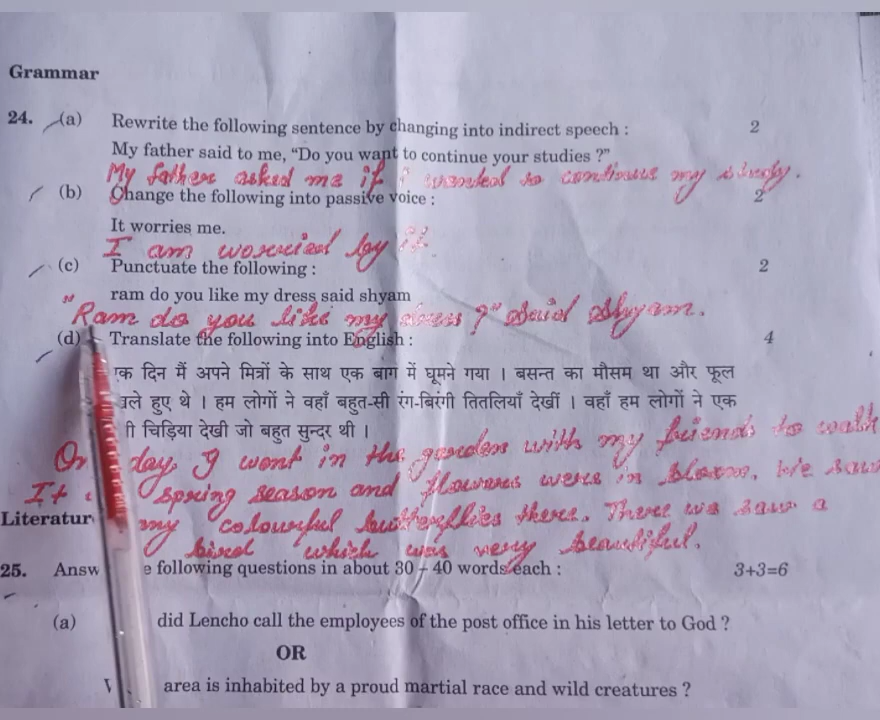 Grammar
24. (a) Rewrite the following sentence by changing into indirect speech : 2
My father said to me, “Do you want to continue your studies ?”
My father asked me if I wanted to continue my study.
(b) Change the following into passive voice : 2
It worries me.
I am worried by it.
(c) Punctuate the following : 2
ram do you like my dress said shyam
"Ram do you like my dress ?" said Shyam.
(d) Translate the following into English : 4
एक दिन मैं अपने मित्रों के साथ एक बाग में घूमने गया । बसन्त का मौसम था और फूल
हुए थे । हम लोगों ने वहाँ बहुत-सी रंग-बिरंगी तितलियाँ देखीं । वहाँ हम लोगों ने एक
चिड़िया देखी जो बहुत सुन्दर थी ।
day, I went in the garden with my friends to walk
It spring season and flowers were in bloom, We saw
my colourful butterflies there. There we saw a
bird which was very beautiful.
Literatur
25. Answ e following questions in about 30 – 40 words each : 3+3=6
(a) did Lencho call the employees of the post office in his letter to God ?
OR
area is inhabited by a proud martial race and wild creatures ?